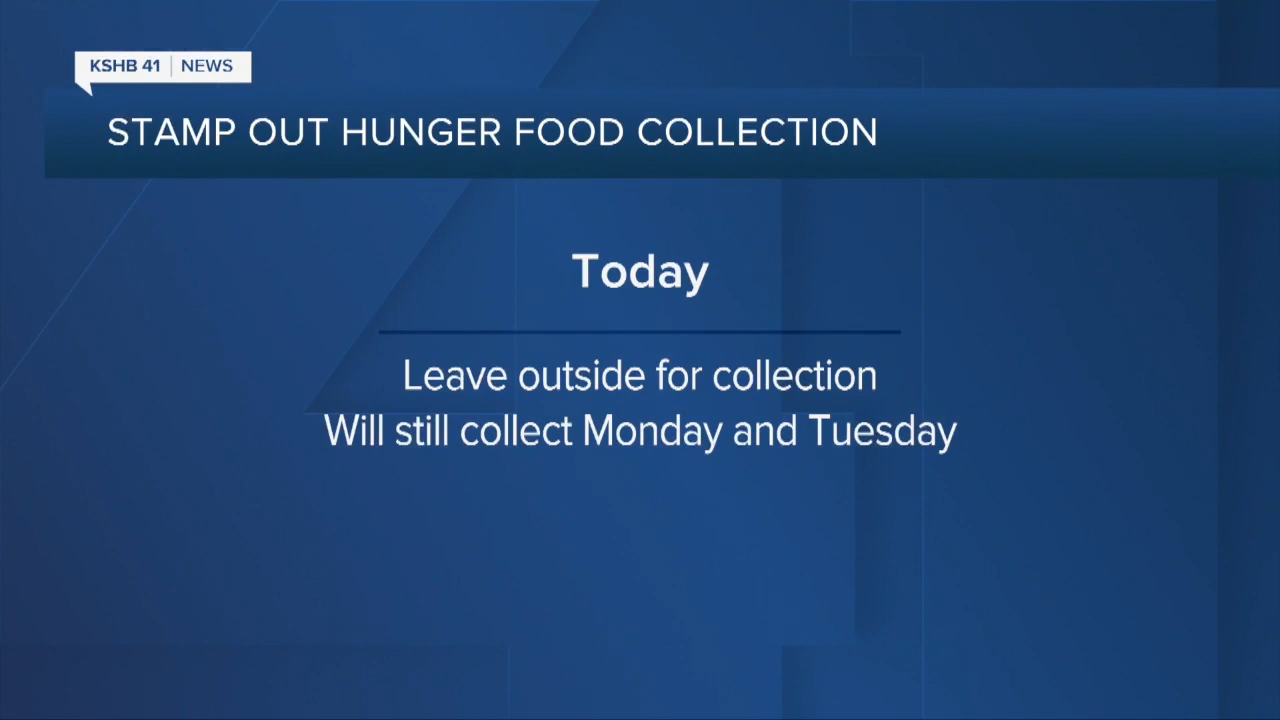 KSHB 41 | NEWS
STAMP OUT HUNGER FOOD COLLECTION
Today
Leave outside for collection
Will still collect Monday and Tuesday